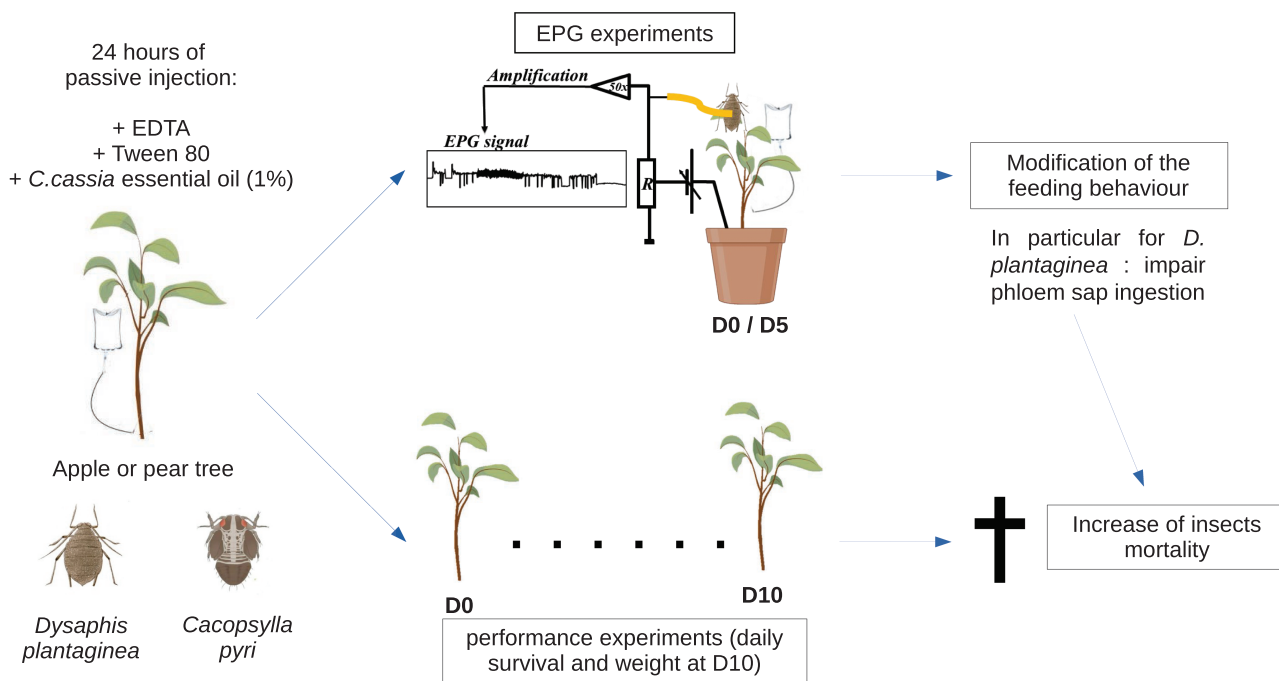 24 hours of
passive injection:
+ EDTA
+ Tween 80
+ C.cassia essential oil (1%)
Apple or pear tree
Dysaphis
plantaginea
Cacopsylla
pyri
EPG experiments
Amplification
50x
EPG signal
R
D0 / D5
D0
D10
performance experiments (daily
survival and weight at D10)
Modification of the
feeding behaviour
In particular for D.
plantaginea : impair
phloem sap ingestion
Increase of insects
mortality